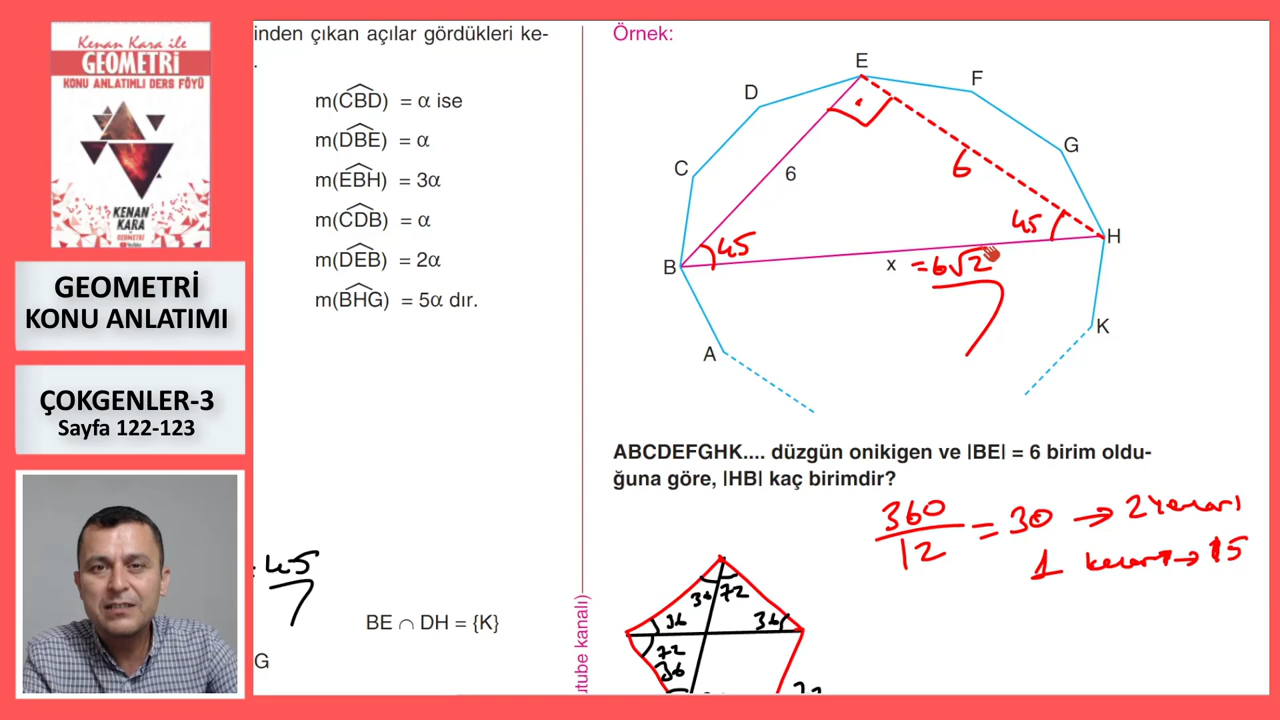 Kenan Kara ile
GEOMETRİ
KONU ANLATIMLI DERS FÖYÜ
KENAN
KARA
GEOMETRİ
KONU ANLATIMI
ÇOKGENLER-3
Sayfa 122-123
inden çıkan açılar gördükleri ke-
.
m(CBD) = α ise
m(DBE) = α
m(EBH) = 3α
m(CDB) = α
m(DEB) = 2α
m(BHG) = 5α dır.
45
BE ∩ DH = {K}
G
utube kanalı)
Örnek:
E
F
D
G
C
6
6
45
45
H
B
x = 6√2
K
A
ABCDEFGHK.... düzgün onikigen ve |BE| = 6 birim oldu-
ğuna göre, |HB| kaç birimdir?
360
12
= 30 → 2 kenarı
1 kenarı → 15
36 72
36 36
72
36